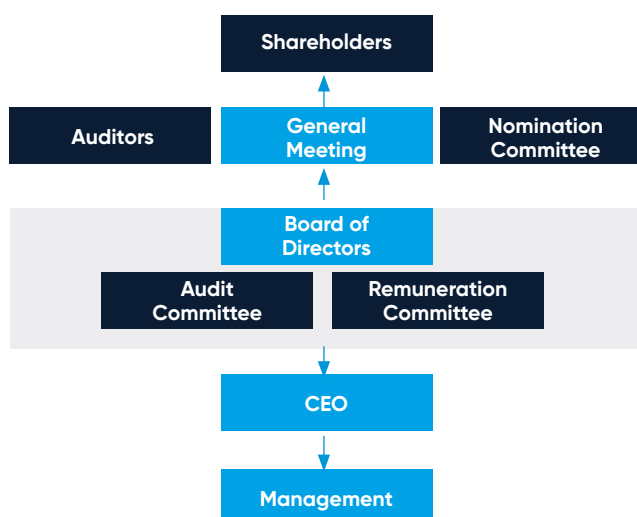 Shareholders
Auditors
General
Meeting
Nomination
Committee
Board of
Directors
Audit
Committee
Remuneration
Committee
CEO
Management